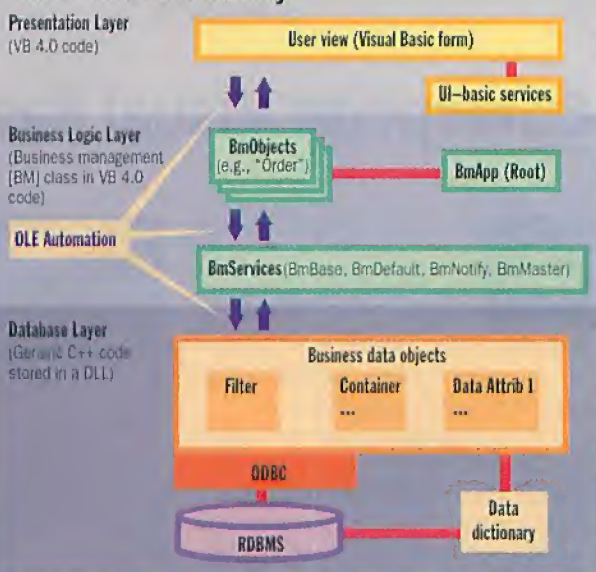 Presentation Layer
(VB 4.0 code)
User view (Visual Basic form)
UI–basic services
Business Logic Layer
(Business management
[BM] class in VB 4.0
code)
BmObjects
(e.g., "Order")
BmApp (Root)
OLE Automation
BmServices (BmBase, BmDefault, BmNotify, BmMaster)
Database Layer
(Generic C++ code
stored in a DLL)
Business data objects
Filter
Container
...
Data Attrib 1
...
ODBC
RDBMS
Data
dictionary